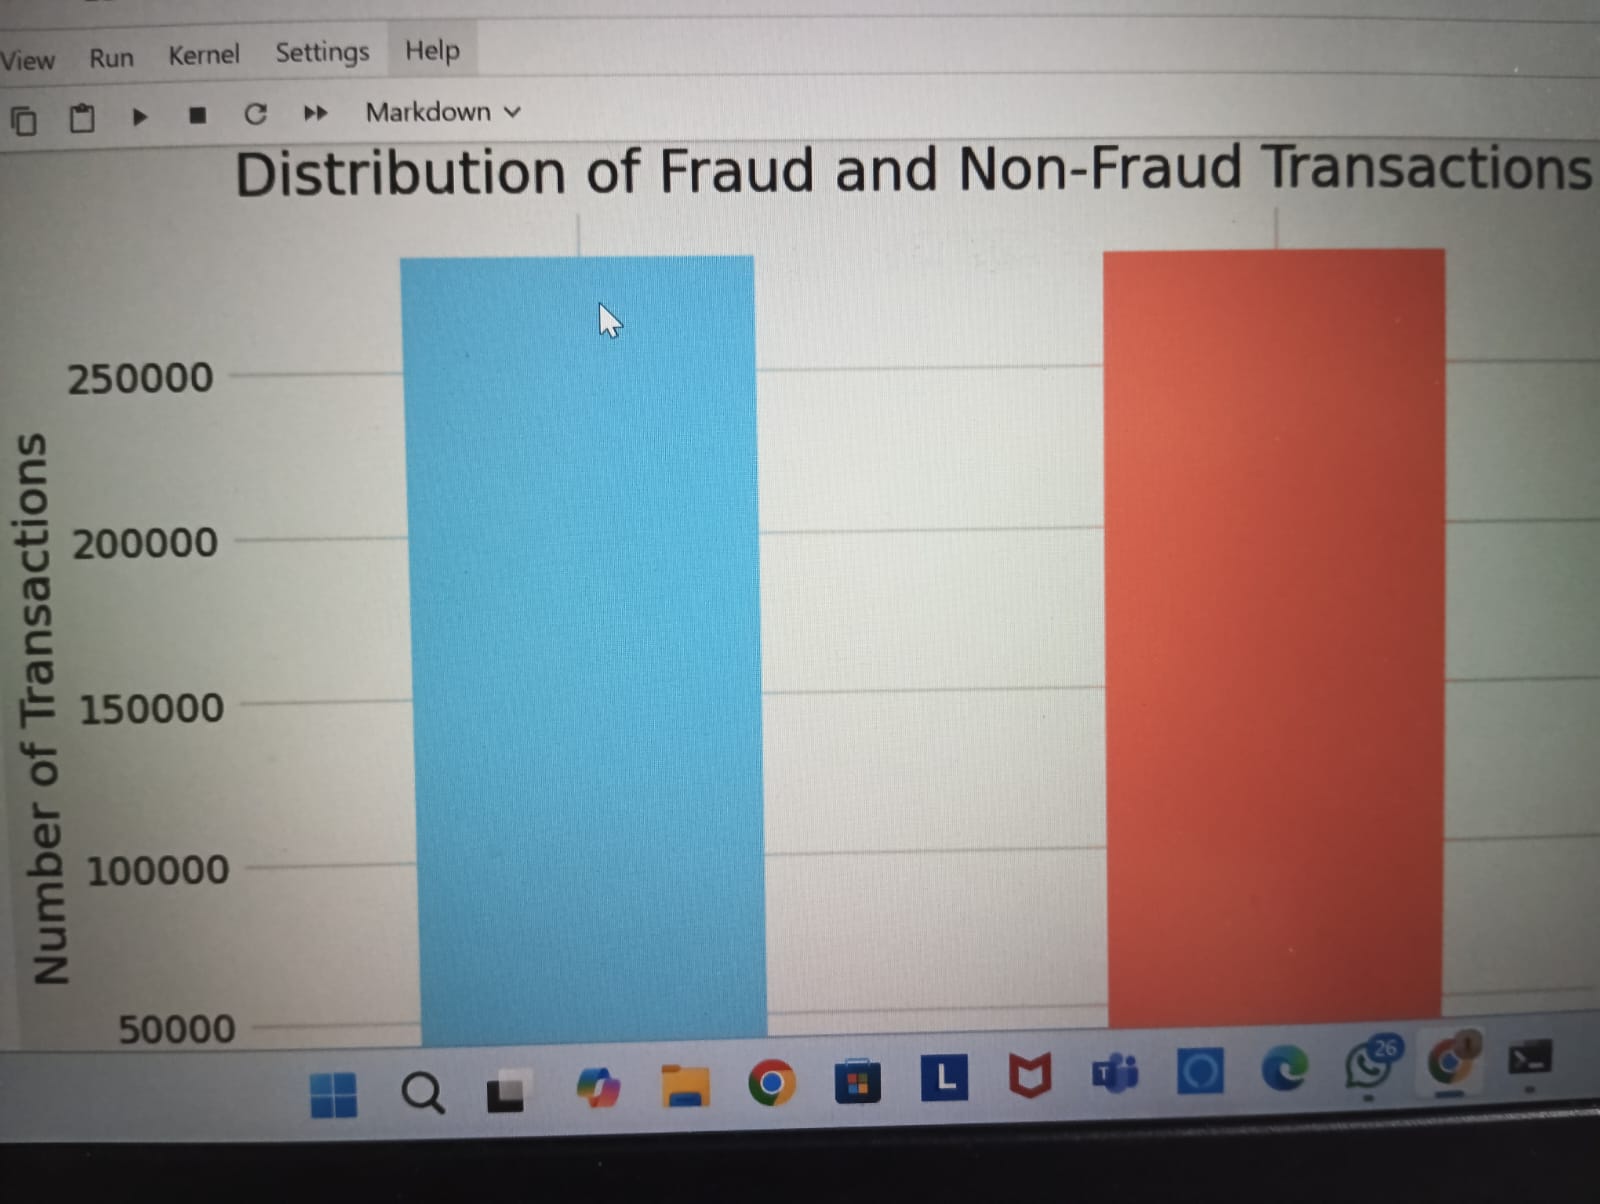 View Run Kernel Settings Help
Markdown
Distribution of Fraud and Non-Fraud Transactions
250000
200000
150000
100000
50000
Number of Transactions
L
T
26